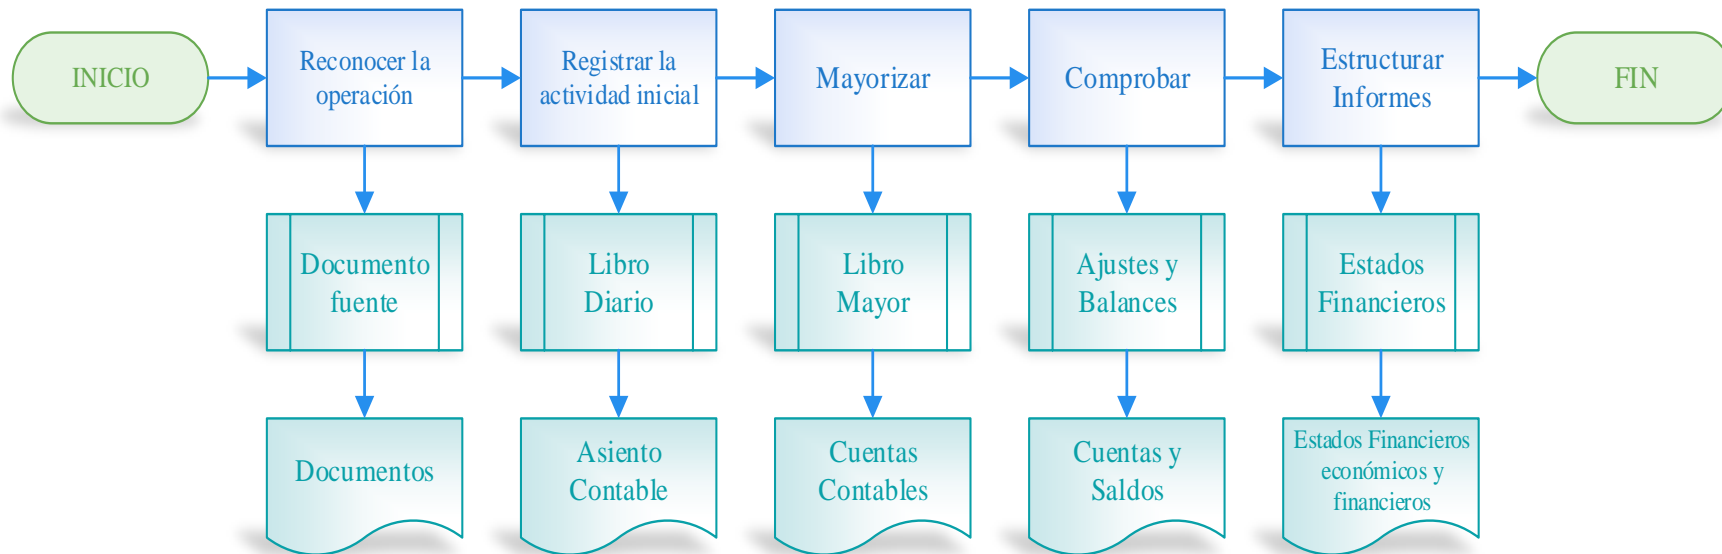 INICIO
Reconocer la
operación
Registrar la
actividad inicial
Mayorizar
Comprobar
Estructurar
Informes
FIN
Documento
fuente
Libro
Diario
Libro
Mayor
Ajustes y
Balances
Estados
Financieros
Documentos
Asiento
Contable
Cuentas
Contables
Cuentas y
Saldos
Estados Financieros
económicos y
financieros